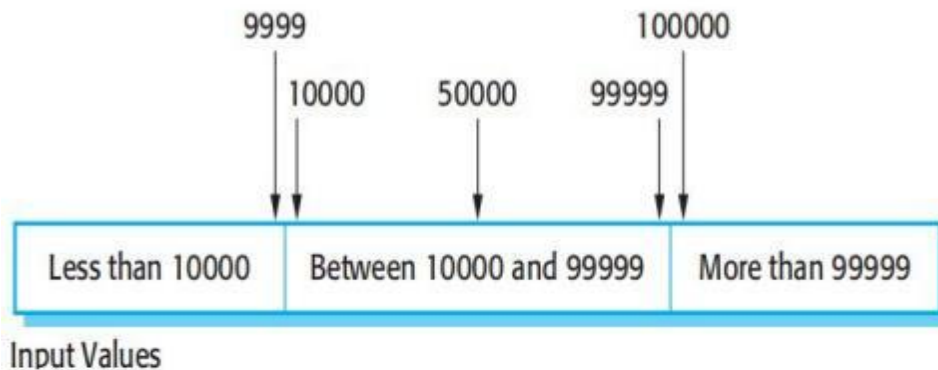 9999 100000
10000 50000 99999
Less than 10000 Between 10000 and 99999 More than 99999
Input Values